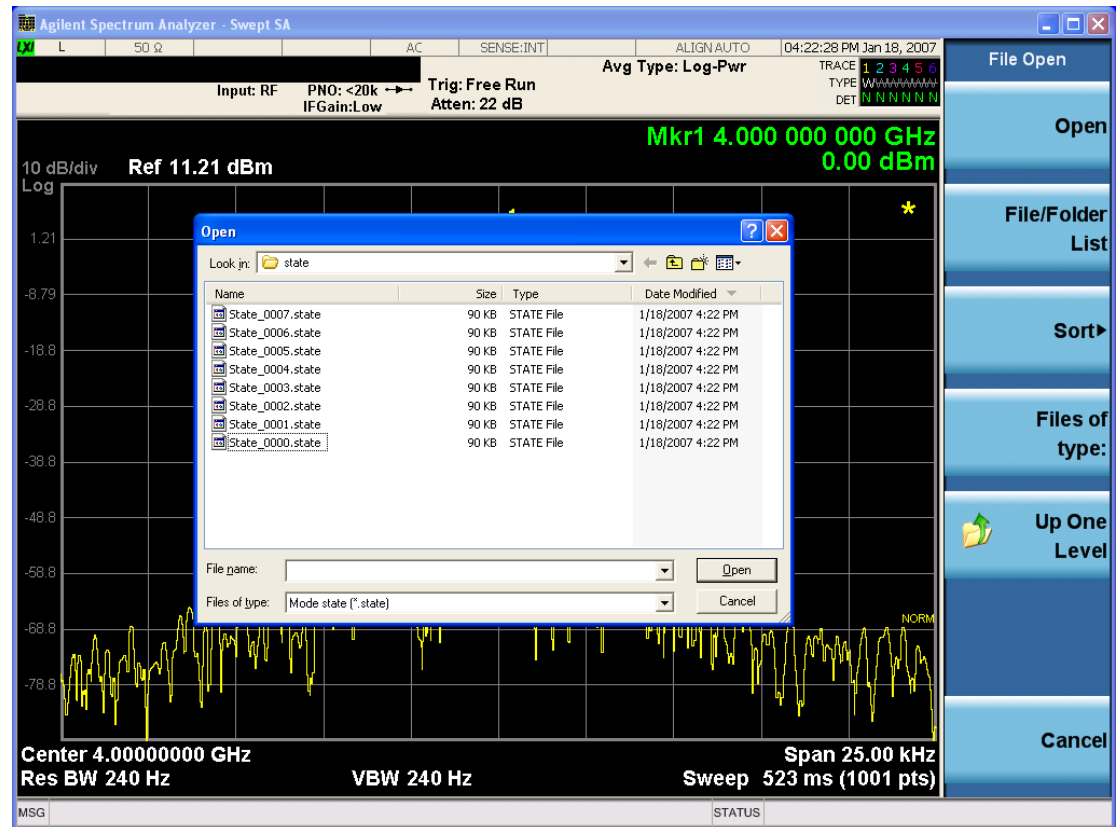 Agilent Spectrum Analyzer - Swept SA
LXI L 50 Ω AC SENSE:INT ALIGN AUTO 04:22:28 PM Jan 18, 2007
Input: RF PNO: <20k Trig: Free Run Avg Type: Log-Pwr TRACE 1 2 3 4 5 6
IFGain:Low Atten: 22 dB TYPE WWWWWW
DET N N N N N N
Mkr1 4.000 000 000 GHz
0.00 dBm
10 dB/div Ref 11.21 dBm
Log
1.21
-8.79
-18.8
-28.8
-38.8
-48.8
-58.8
-68.8
-78.8
Open
Look in: state
Name Size Type Date Modified
State_0007.state 90 KB STATE File 1/18/2007 4:22 PM
State_0006.state 90 KB STATE File 1/18/2007 4:22 PM
State_0005.state 90 KB STATE File 1/18/2007 4:22 PM
State_0004.state 90 KB STATE File 1/18/2007 4:22 PM
State_0003.state 90 KB STATE File 1/18/2007 4:22 PM
State_0002.state 90 KB STATE File 1/18/2007 4:22 PM
State_0001.state 90 KB STATE File 1/18/2007 4:22 PM
State_0000.state 90 KB STATE File 1/18/2007 4:22 PM
File name: Open
Files of type: Mode state (*.state) Cancel
NORM
Center 4.00000000 GHz Span 25.00 kHz
Res BW 240 Hz VBW 240 Hz Sweep 523 ms (1001 pts)
MSG STATUS
File Open
Open
File/Folder
List
Sort
Files of
type:
Up One
Level
Cancel